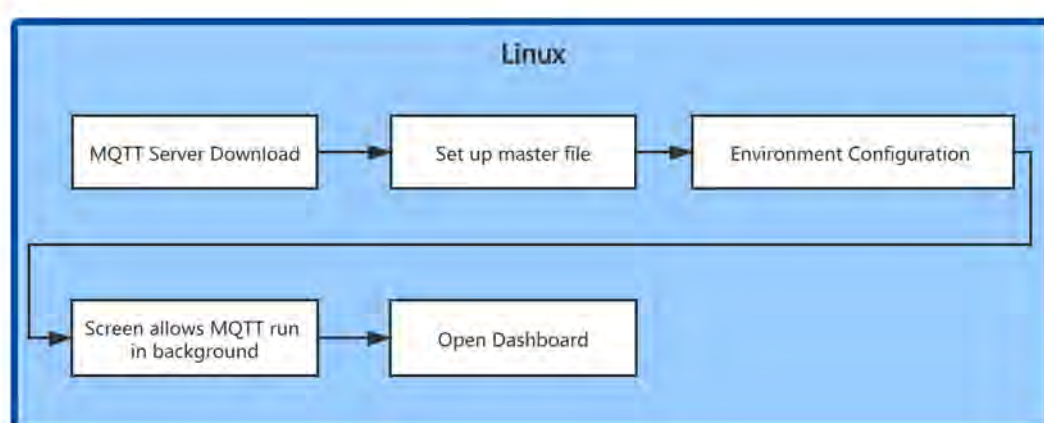 Linux
MQTT Server Download
Set up master file
Environment Configuration
Screen allows MQTT run
in background
Open Dashboard